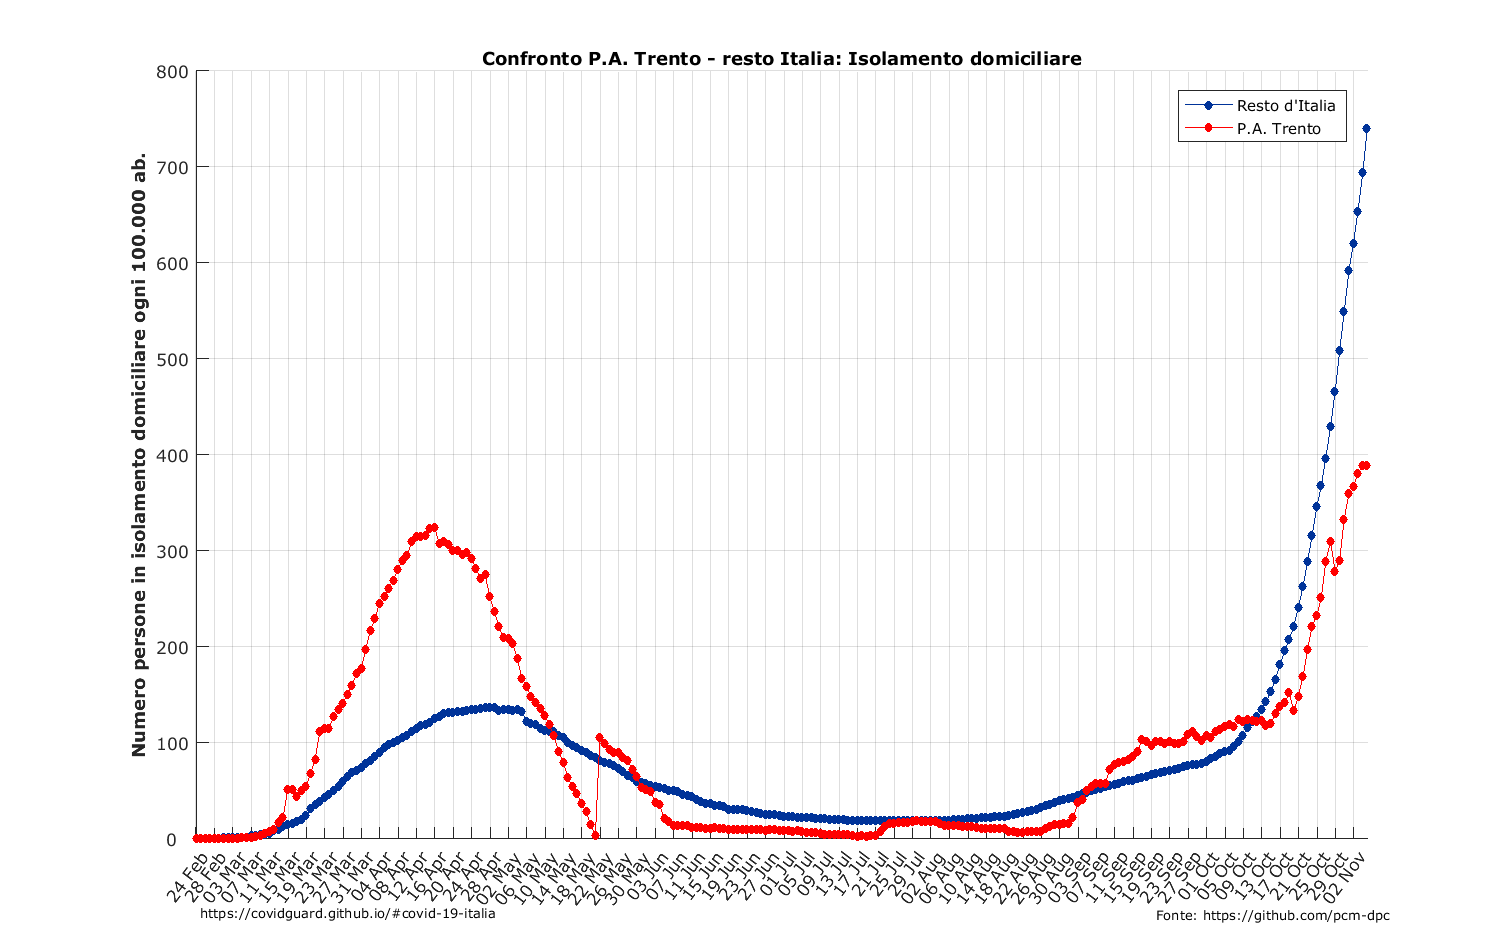 Confronto P.A. Trento - resto Italia: Isolamento domiciliare
Numero persone in isolamento domiciliare ogni 100.000 ab.
800
700
600
500
400
300
200
100
0
Resto d'Italia
P.A. Trento
24 Feb
28 Feb
03 Mar
07 Mar
11 Mar
15 Mar
19 Mar
23 Mar
27 Mar
31 Mar
04 Apr
08 Apr
12 Apr
16 Apr
20 Apr
24 Apr
28 Apr
02 May
06 May
10 May
14 May
18 May
22 May
26 May
30 May
03 Jun
07 Jun
11 Jun
15 Jun
19 Jun
23 Jun
27 Jun
01 Jul
05 Jul
09 Jul
13 Jul
17 Jul
21 Jul
25 Jul
29 Jul
02 Aug
06 Aug
10 Aug
14 Aug
18 Aug
22 Aug
26 Aug
30 Aug
03 Sep
07 Sep
11 Sep
15 Sep
19 Sep
23 Sep
27 Sep
01 Oct
05 Oct
09 Oct
13 Oct
17 Oct
21 Oct
25 Oct
29 Oct
02 Nov
https://covidguard.github.io/#covid-19-italia
Fonte: https://github.com/pcm-dpc